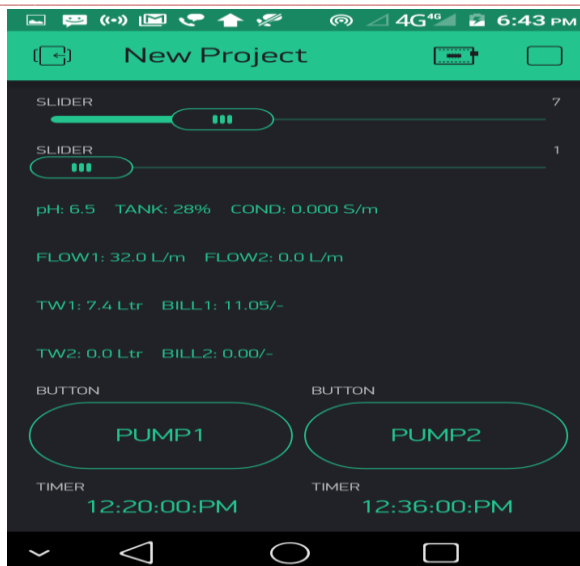 4G 4G 6:43 PM
New Project
SLIDER 7
SLIDER 1
pH: 6.5 TANK: 28% COND: 0.000 S/m
FLOW1: 32.0 L/m FLOW2: 0.0 L/m
TW1: 7.4 Ltr BILL1: 11.05/-
TW2: 0.0 Ltr BILL2: 0.00/-
BUTTON BUTTON
PUMP1 PUMP2
TIMER TIMER
12:20:00:PM 12:36:00:PM